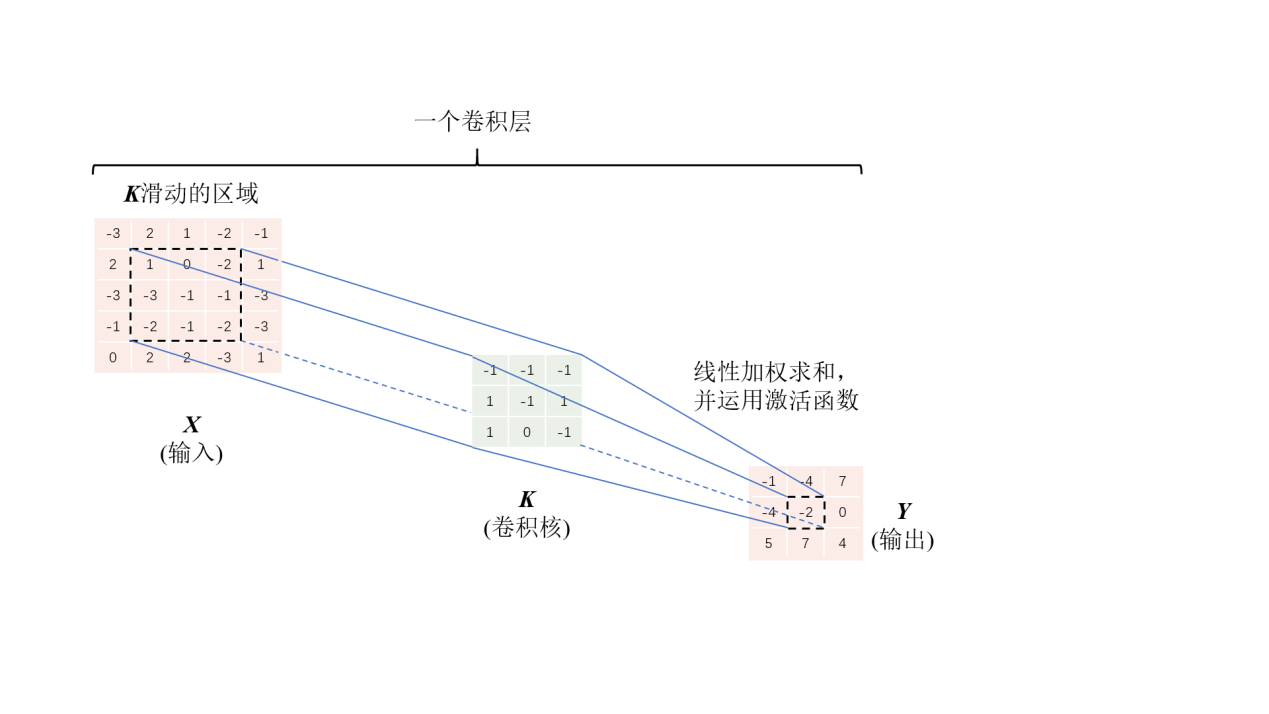 一个卷积层
K滑动的区域
-3 2 1 -2 -1
2 1 0 -2 1
-3 -3 -1 -1 -3
-1 -2 -1 -2 -3
0 2 2 -3 1
X
(输入)
-1 -1 -1
1 -1 1
1 0 -1
K
(卷积核)
线性加权求和，
并运用激活函数
-1 -4 7
-4 -2 0
5 7 4
Y
(输出)